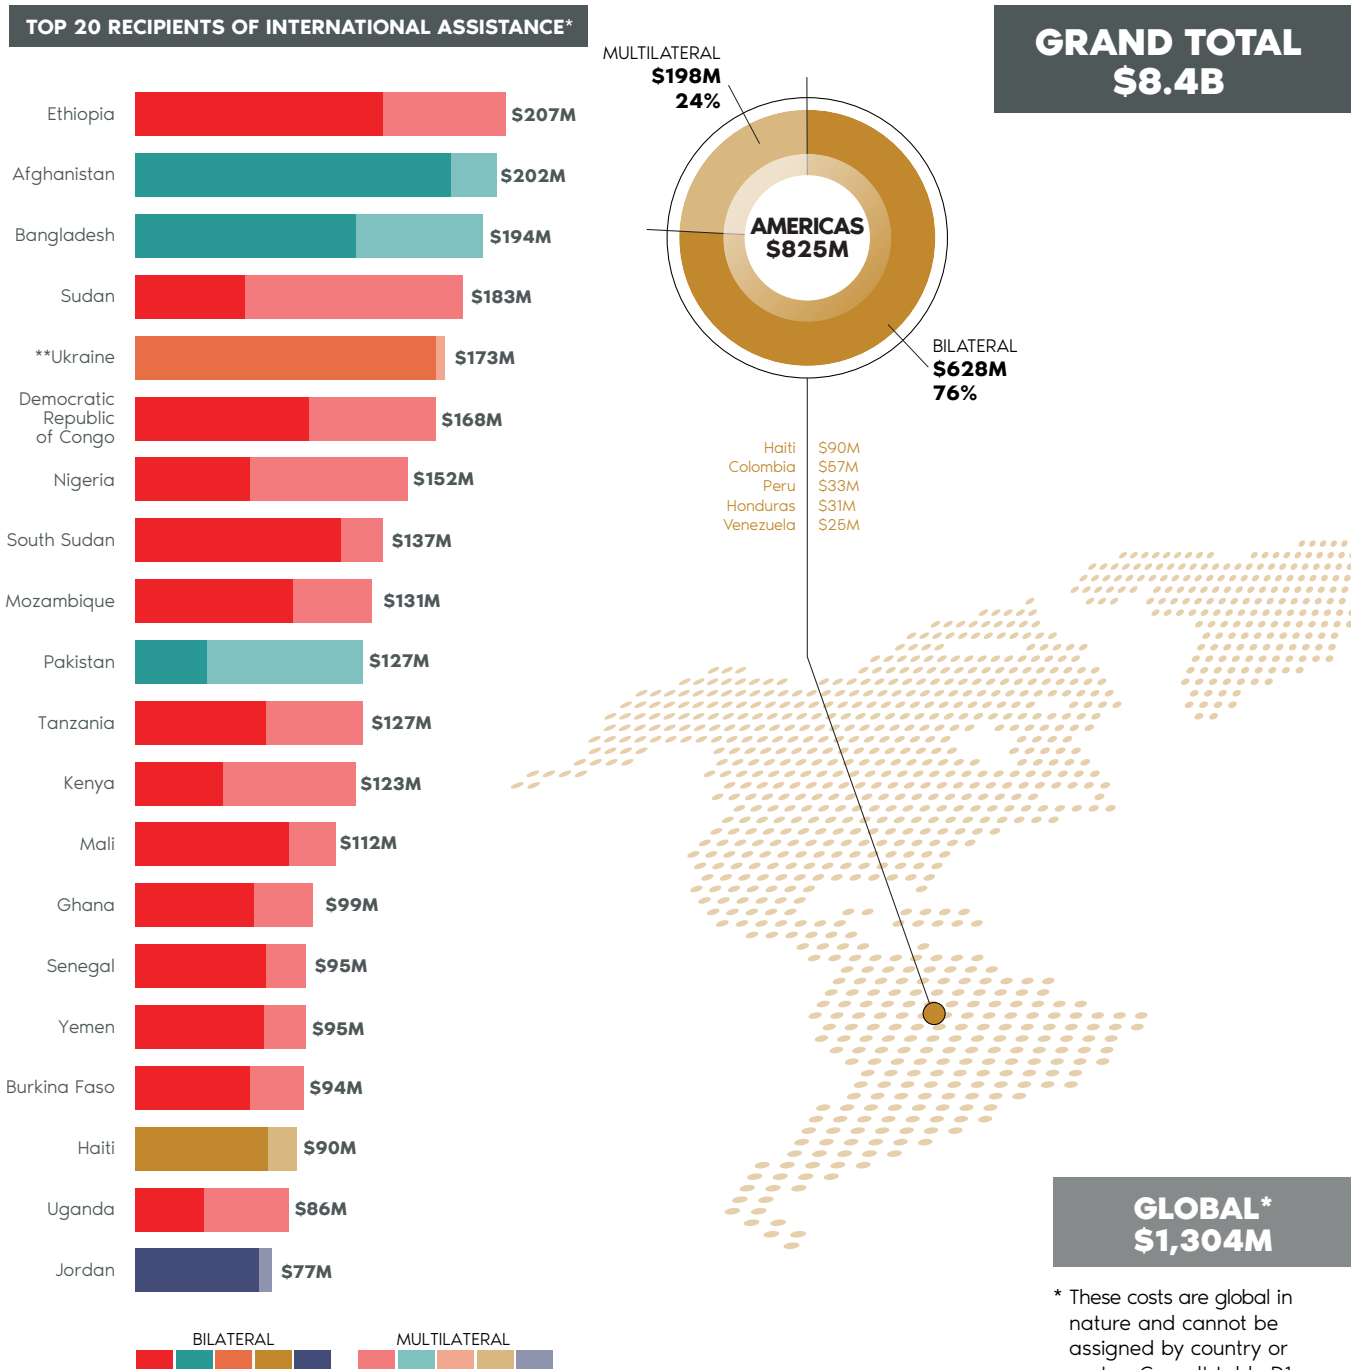 TOP 20 RECIPIENTS OF INTERNATIONAL ASSISTANCE*
Ethiopia $207M
Afghanistan $202M
Bangladesh $194M
Sudan $183M
**Ukraine $173M
Democratic
Republic
of Congo
$168M
Nigeria $152M
South Sudan $137M
Mozambique $131M
Pakistan $127M
Tanzania $127M
Kenya $123M
Mali $112M
Ghana $99M
Senegal $95M
Yemen $95M
Burkina Faso $94M
Haiti $90M
Uganda $86M
Jordan $77M
BILATERAL MULTILATERAL
MULTILATERAL
$198M
24%
AMERICAS
$825M
BILATERAL
$628M
76%
Haiti $90M
Colombia $57M
Peru $33M
Honduras $31M
Venezuela $25M
GRAND TOTAL
$8.4B
GLOBAL*
$1,304M
* These costs are global in
nature and cannot be
assigned by country or